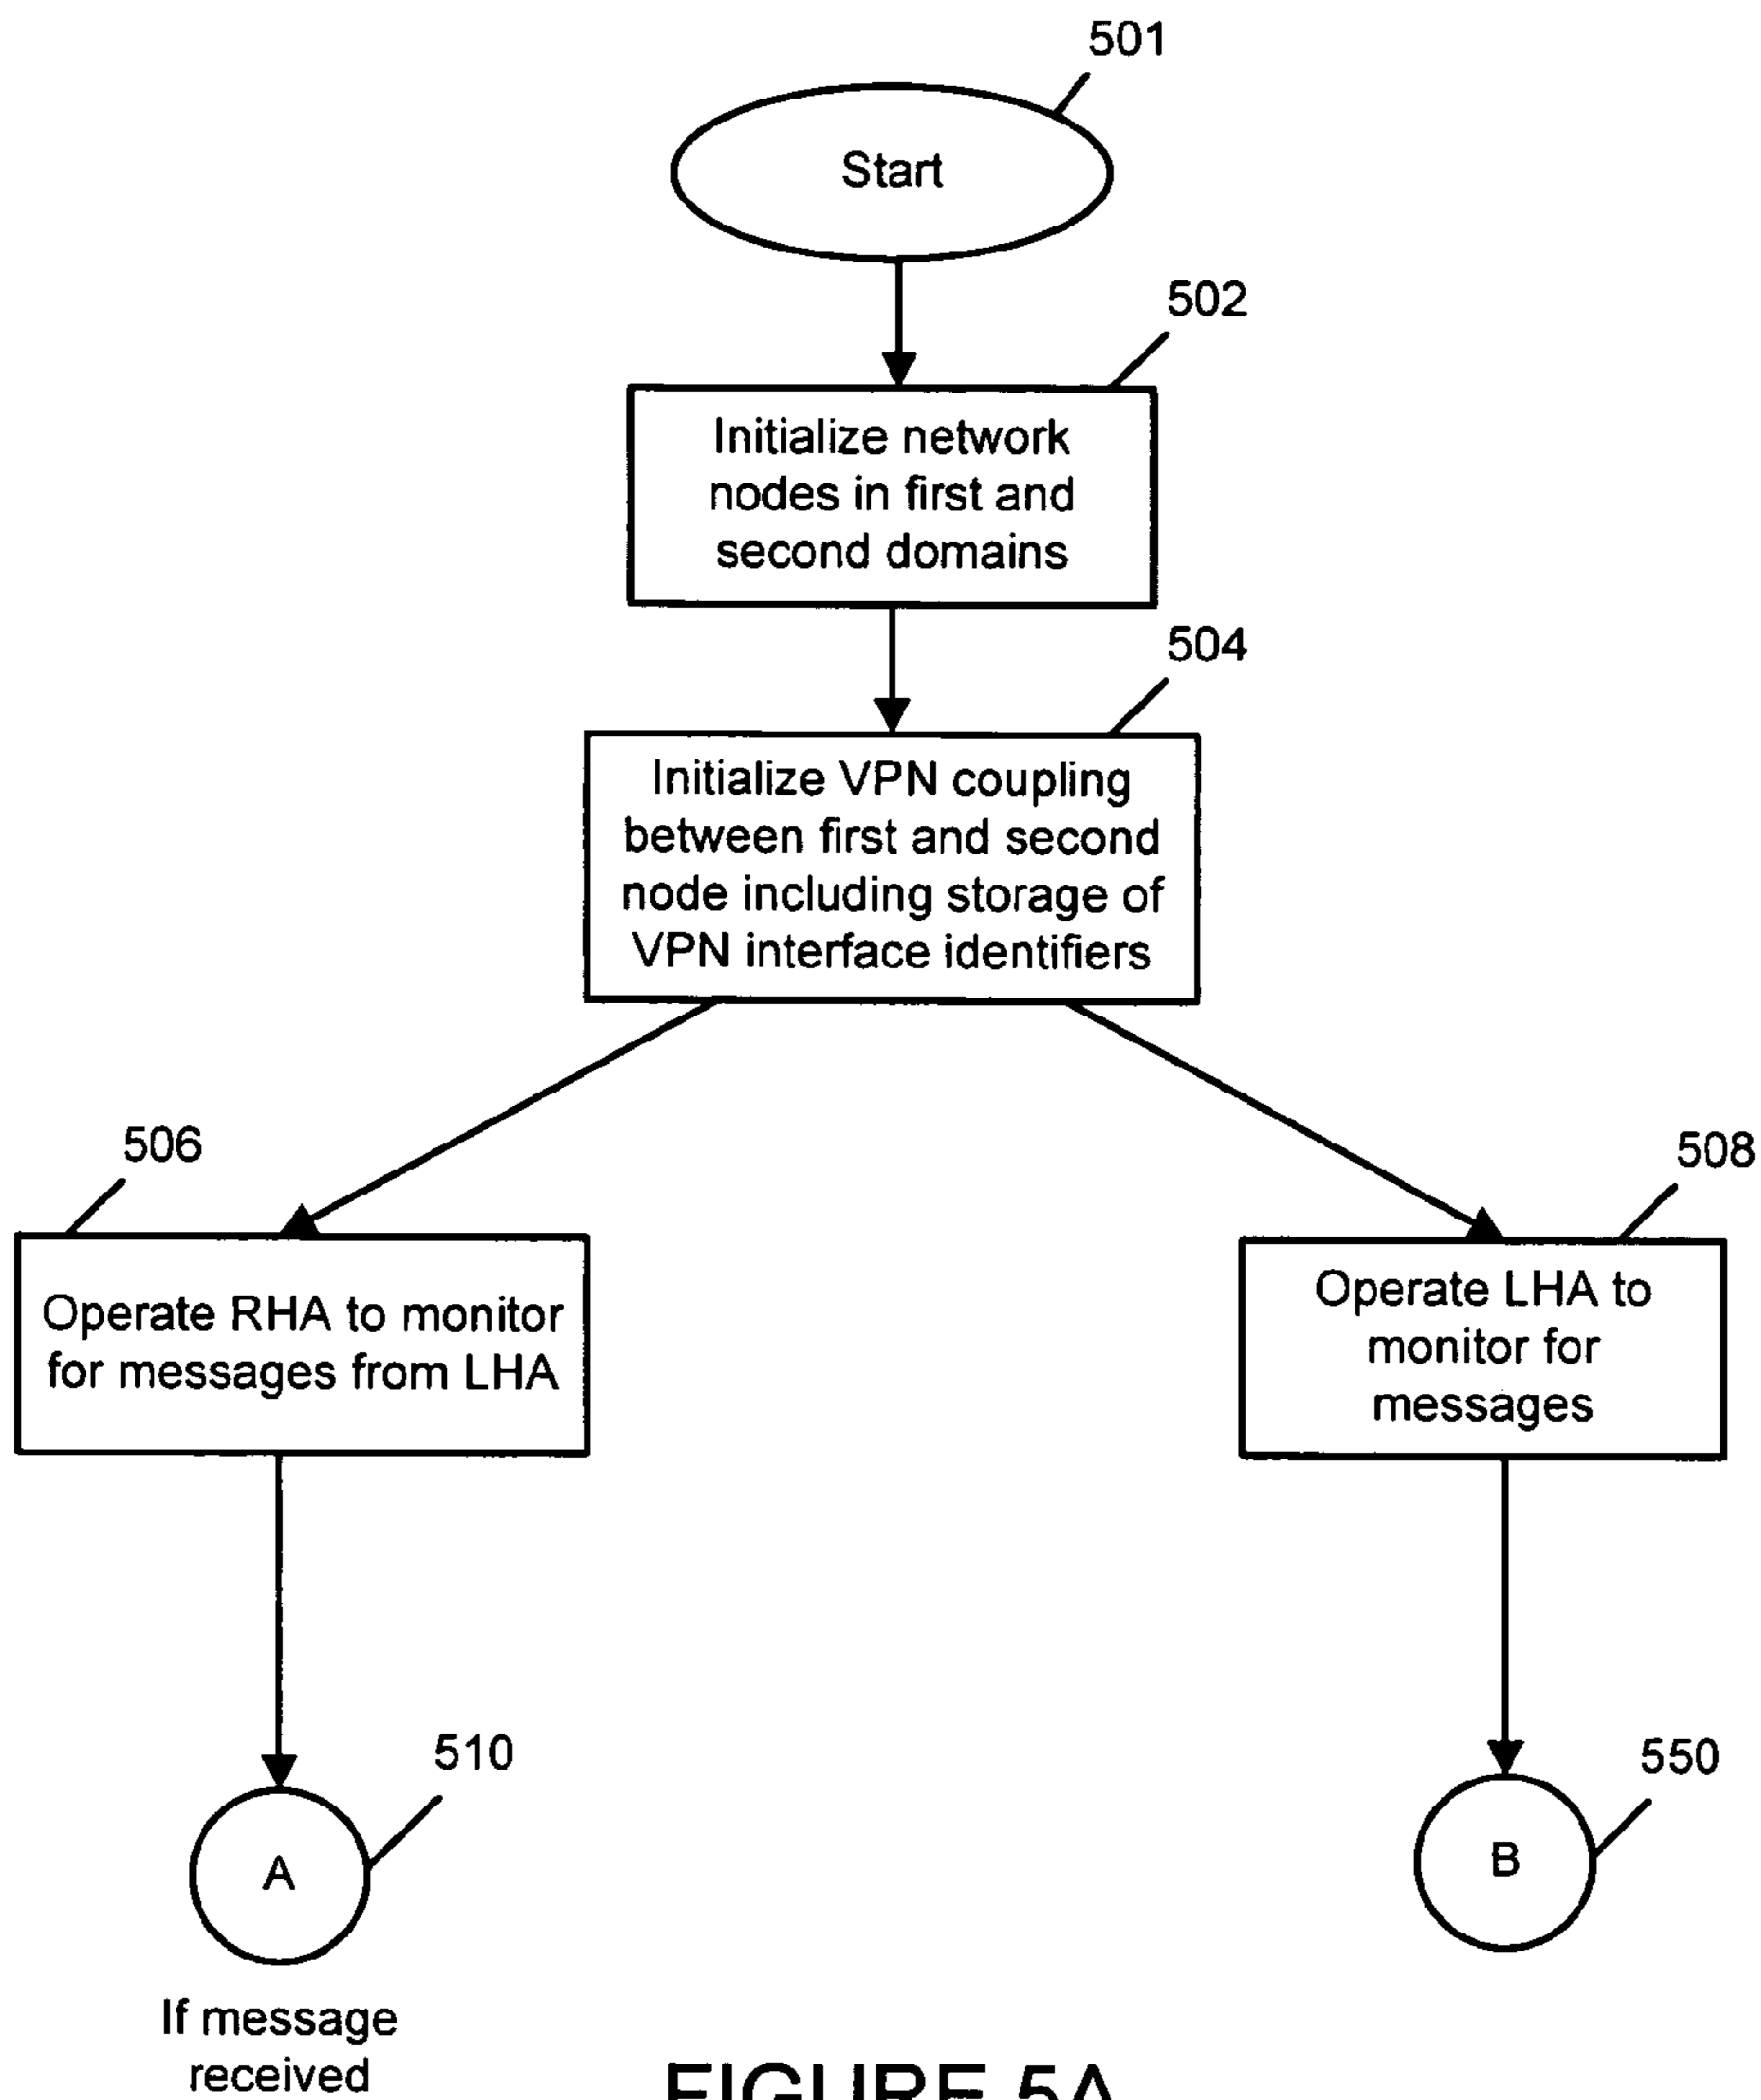 501
Start
502
Initialize network
nodes in first and
second domains
504
Initialize VPN coupling
between first and second
node including storage of
VPN interface identifiers
506
508
Operate RHA to monitor
for messages from LHA
Operate LHA to
monitor for
messages
510
550
A
B
If message
received
FIGURE 5A